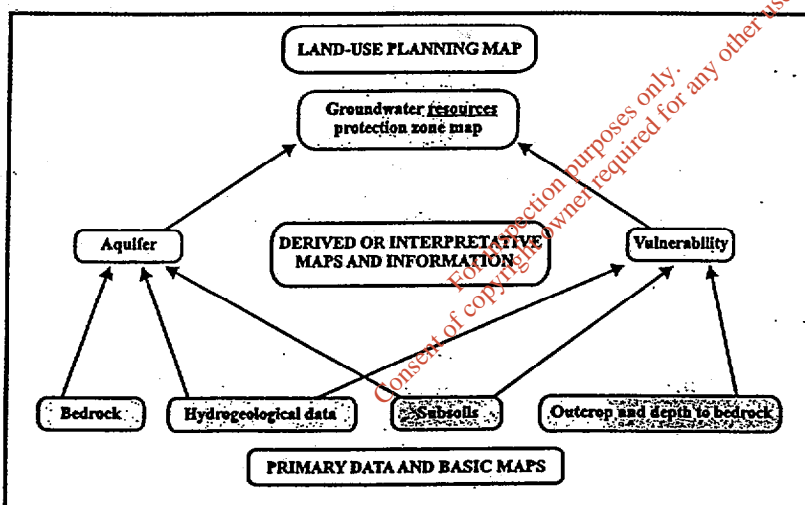 LAND-USE PLANNING MAP
Groundwater resources
protection zone map
Aquifer
DERIVED OR INTERPRETATIVE
MAPS AND INFORMATION
Vulnerability
Bedrock
Hydrogeological data
Subsoils
Outcrop and depth to bedrock
PRIMARY DATA AND BASIC MAPS
For inspection purposes only.
Consent of copyright owner required for any other use